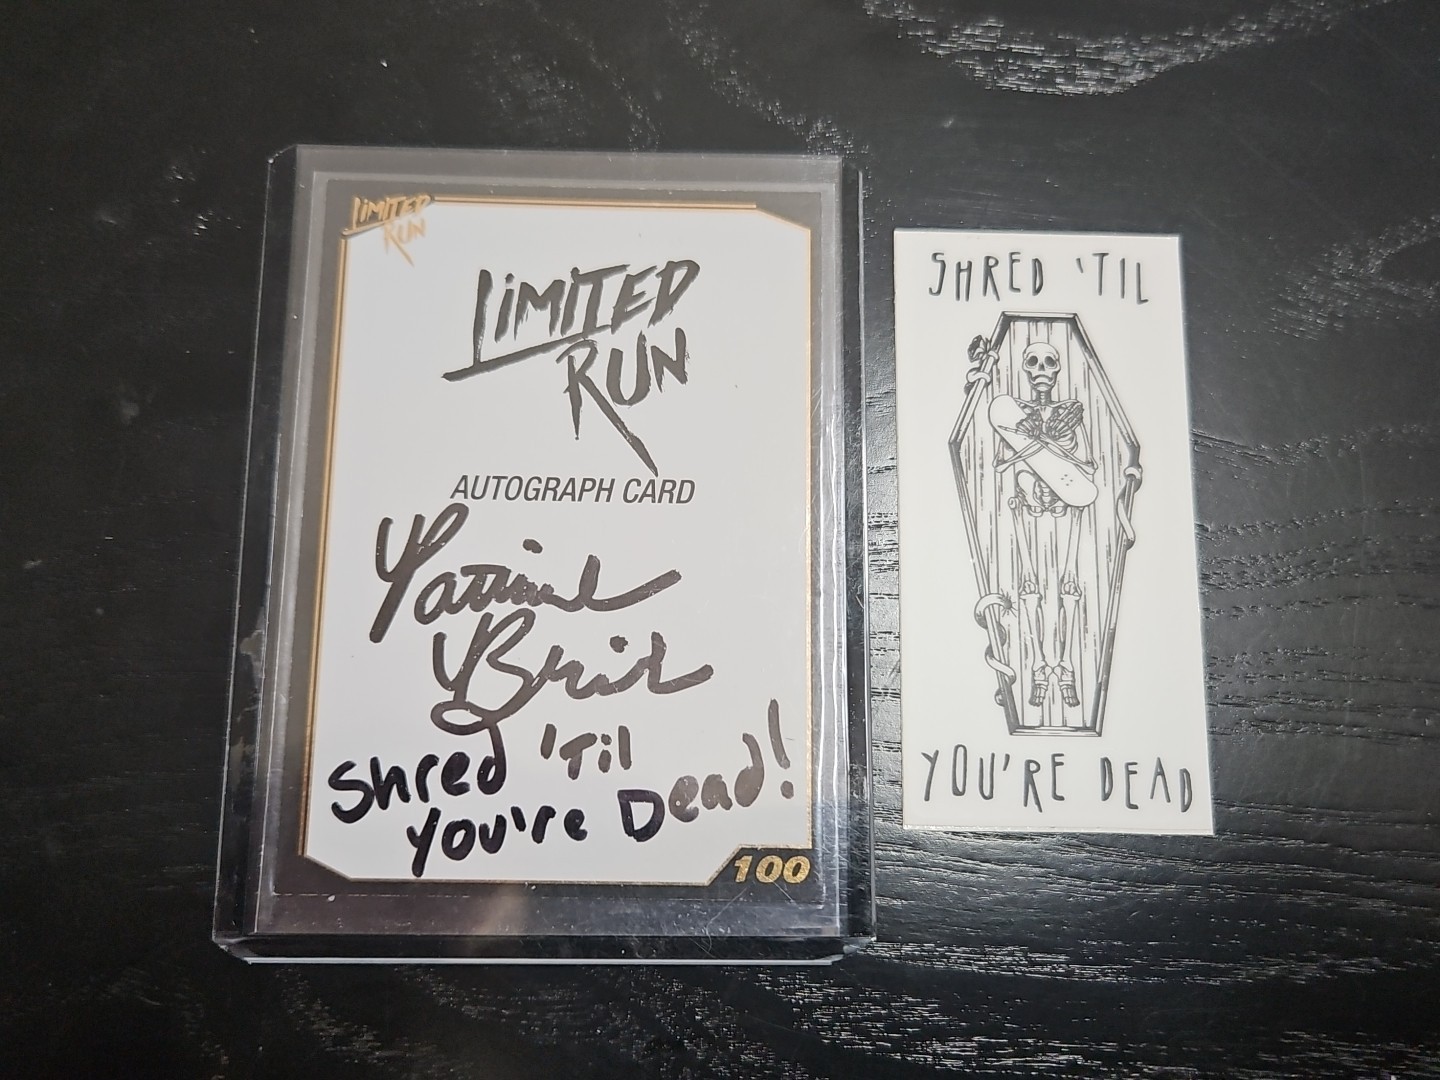 LIMITED
RUN
LIMITED
RUN
AUTOGRAPH CARD
Shred 'Til
you're Dead!
100
SHRED 'TIL
YOU'RE DEAD